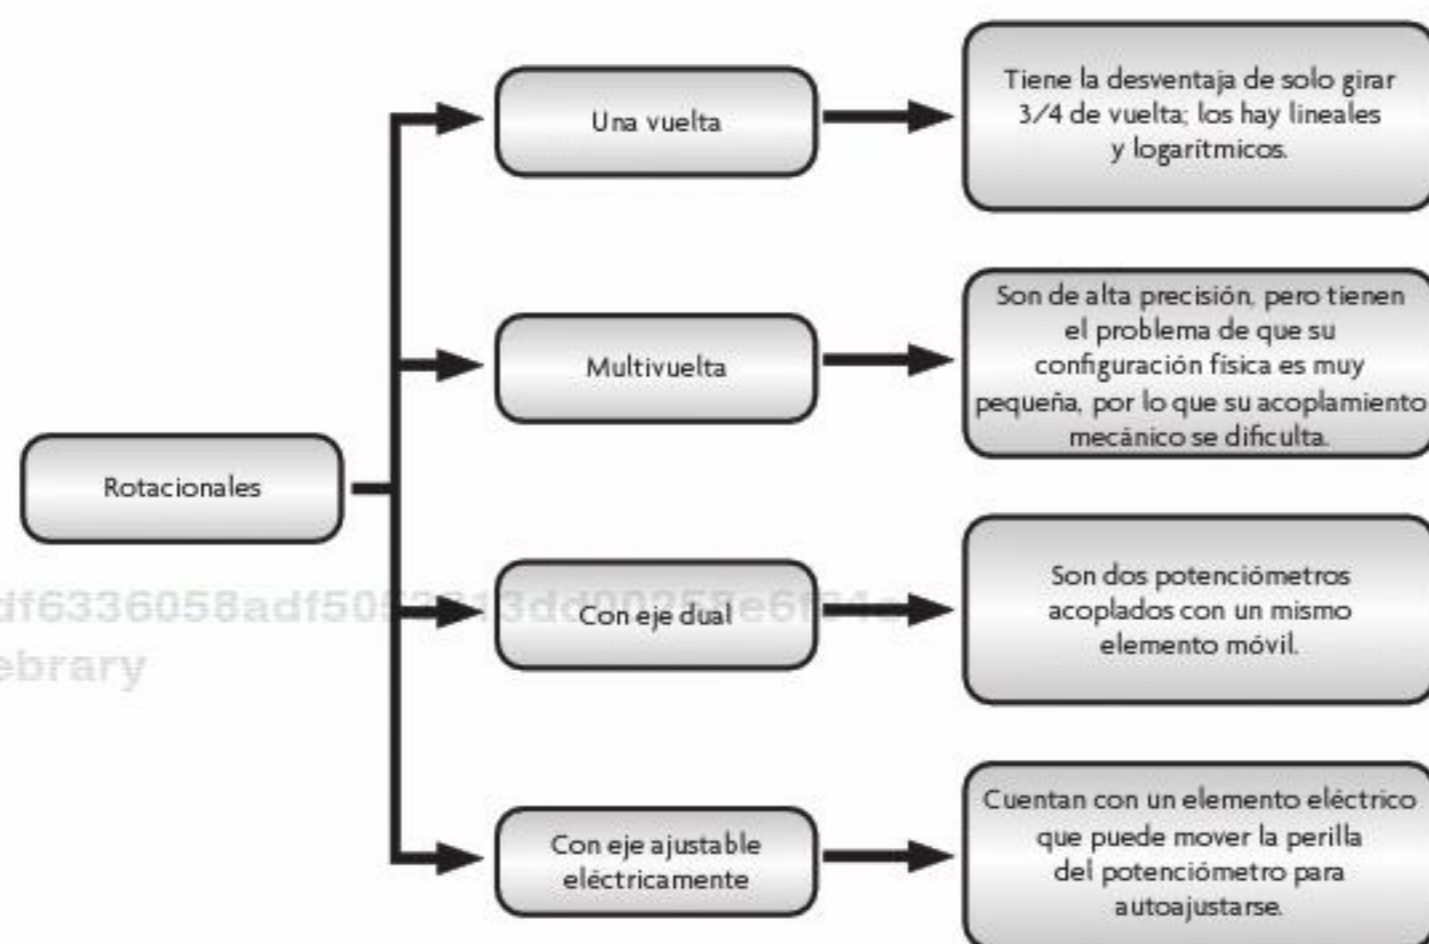 Una vuelta
Tiene la desventaja de solo girar
3/4 de vuelta; los hay lineales
y logarítmicos.
Multivuelta
Son de alta precisión, pero tienen
el problema de que su
configuración física es muy
pequeña, por lo que su acoplamiento
mecánico se dificulta.
Rotacionales
Con eje dual
Son dos potenciómetros
acoplados con un mismo
elemento móvil.
ebrary
Con eje ajustable
eléctricamente
Cuentan con un elemento eléctrico
que puede mover la perilla
del potenciómetro para
autoajustarse.